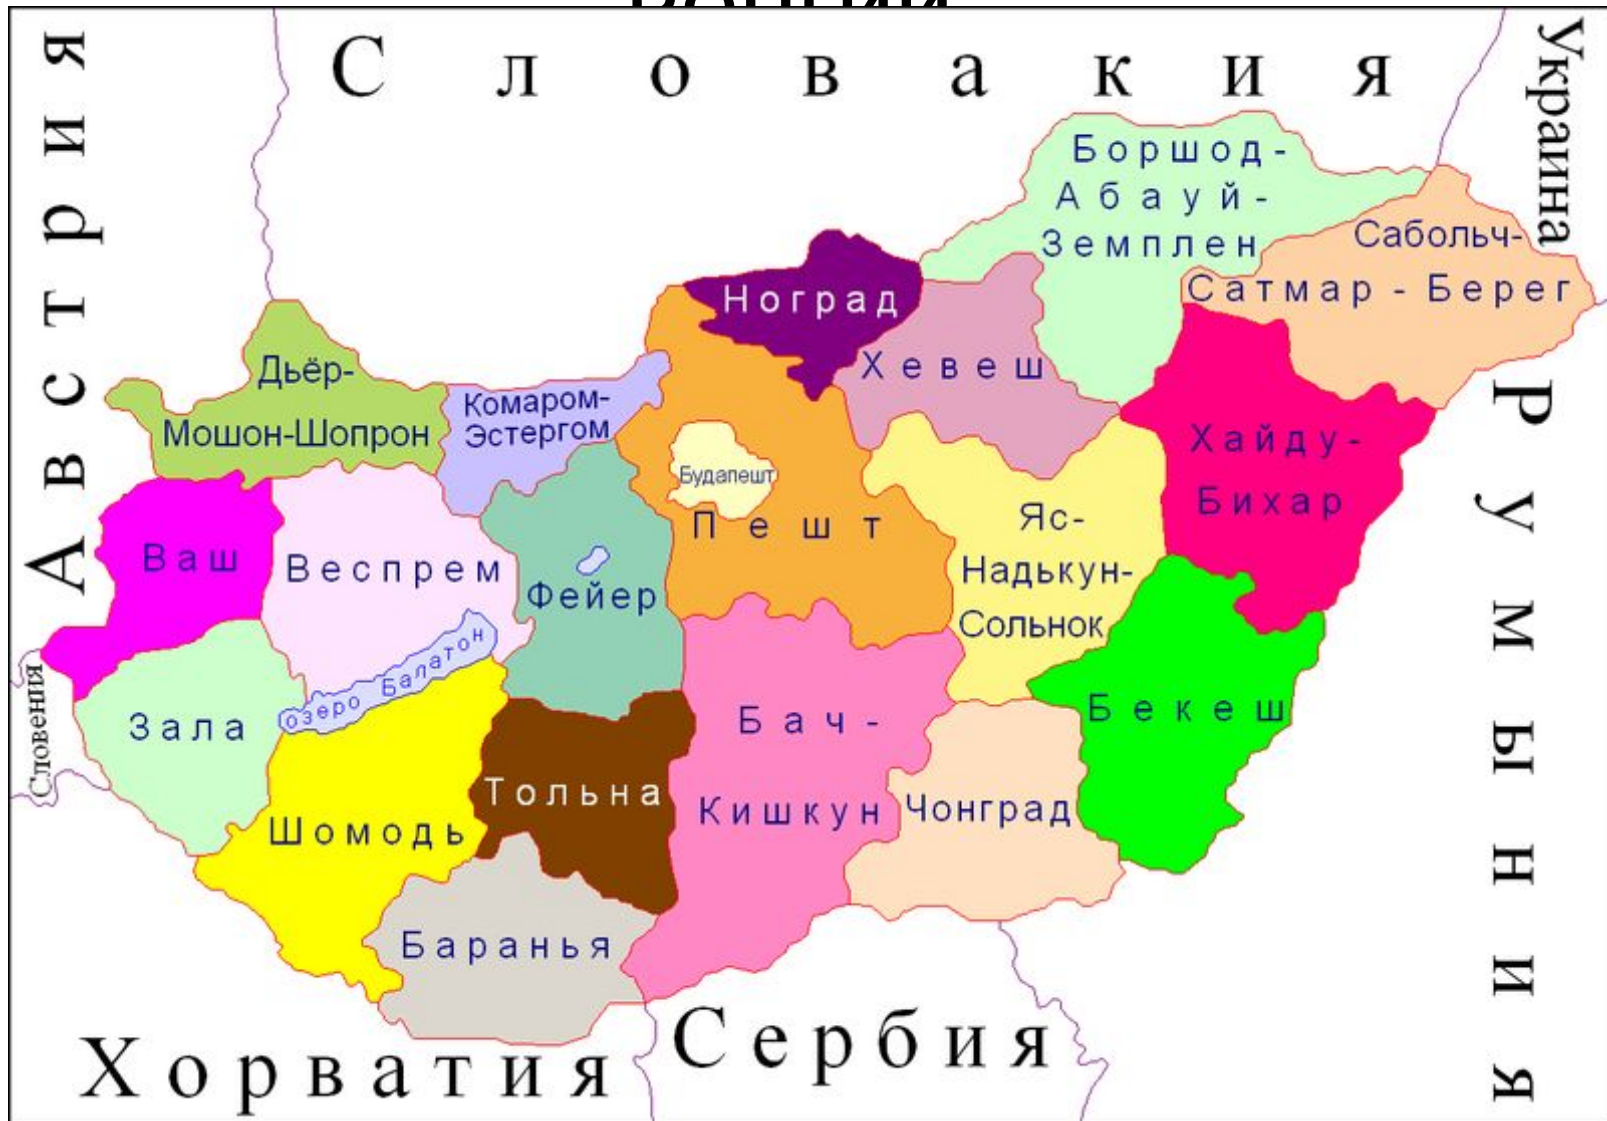 Словакия
Австрия
Украина
Румыния
Словения
Хорватия
Сербия
Боршод-
Абауй-
Земплен
Сабольч-
Сатмар - Берег
Ноград
Хевеш
Дьёр-
Мошон-Шопрон
Комаром-
Эстергом
Будапешт
Пешт
Хайду-
Бихар
Яс-
Надькун-
Сольнок
Ваш
Веспрем
Фейер
озеро Балатон
Зала
Бач-
Кишкун
Бекеш
Тольна
Чонград
Шомодь
Баранья